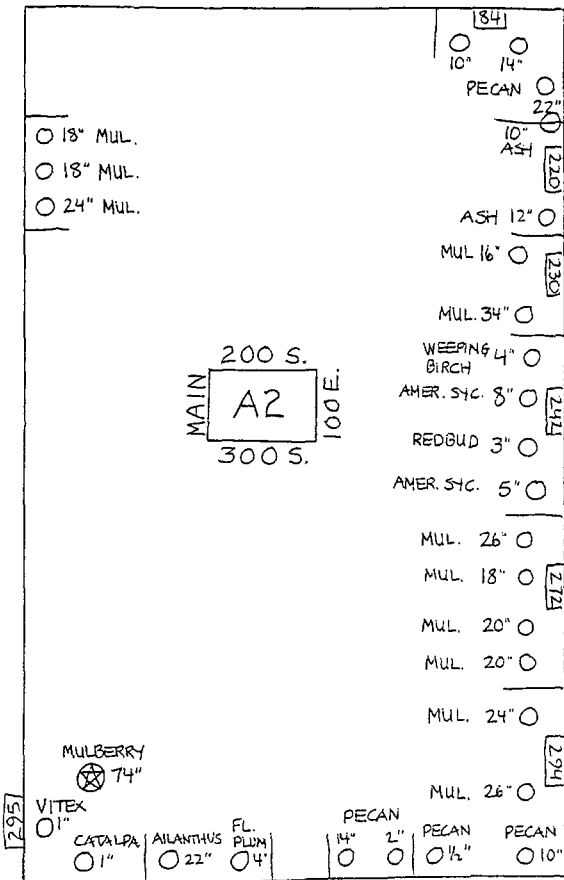 184
10" 14"
PECAN
22"
18" MUL.
18" MUL.
24" MUL.
10"
ASH
220
ASH 12"
MUL 16"
230
MUL. 34"
200 S.
MAIN
A2
100 E.
300 S.
WEEPING 4"
BIRCH
AMER. SYC. 8"
242
REDBUD 3"
AMER. SYC. 5"
MUL. 26"
MUL. 18"
272
MUL. 20"
MUL. 20"
MUL. 24"
294
MUL. 26"
MULBERRY
74"
295
VITEX
1"
CATALPA
1"
AILANTHUS
22"
FL.
PLUM
4"
PECAN
14" 2"
PECAN
1/2"
PECAN
10"